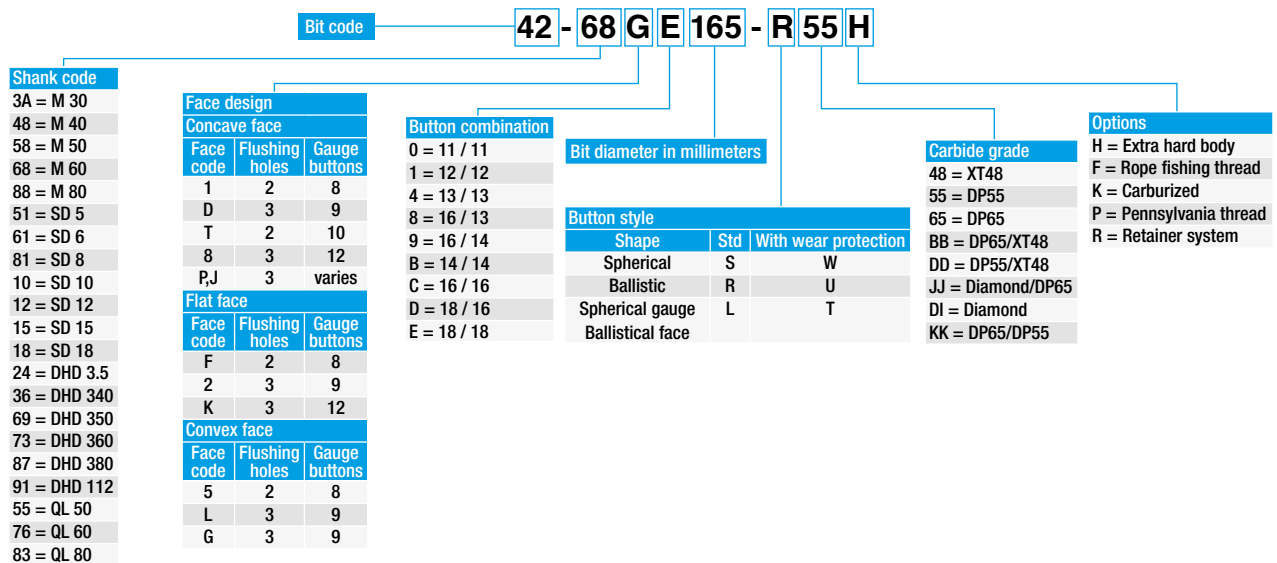 Bit code
42 - 68 G E 165 - R 55 H
Shank code
3A = M 30
48 = M 40
58 = M 50
68 = M 60
88 = M 80
51 = SD 5
61 = SD 6
81 = SD 8
10 = SD 10
12 = SD 12
15 = SD 15
18 = SD 18
24 = DHD 3.5
36 = DHD 340
69 = DHD 350
73 = DHD 360
87 = DHD 380
91 = DHD 112
55 = QL 50
76 = QL 60
83 = QL 80
Face design
Concave face
Face code Flushing holes Gauge buttons
1 2 8
D 3 9
T 2 10
8 3 12
P,J 3 varies
Flat face
Face code Flushing holes Gauge buttons
F 2 8
2 3 9
K 3 12
Convex face
Face code Flushing holes Gauge buttons
5 2 8
L 3 9
G 3 9
Button combination
0 = 11 / 11
1 = 12 / 12
4 = 13 / 13
8 = 16 / 13
9 = 16 / 14
B = 14 / 14
C = 16 / 16
D = 18 / 16
E = 18 / 18
Bit diameter in millimeters
Button style
Shape Std With wear protection
Spherical S W
Ballistic R U
Spherical gauge L T
Ballistical face
Carbide grade
48 = XT48
55 = DP55
65 = DP65
BB = DP65/XT48
DD = DP55/XT48
JJ = Diamond/DP65
DI = Diamond
KK = DP65/DP55
Options
H = Extra hard body
F = Rope fishing thread
K = Carburized
P = Pennsylvania thread
R = Retainer system